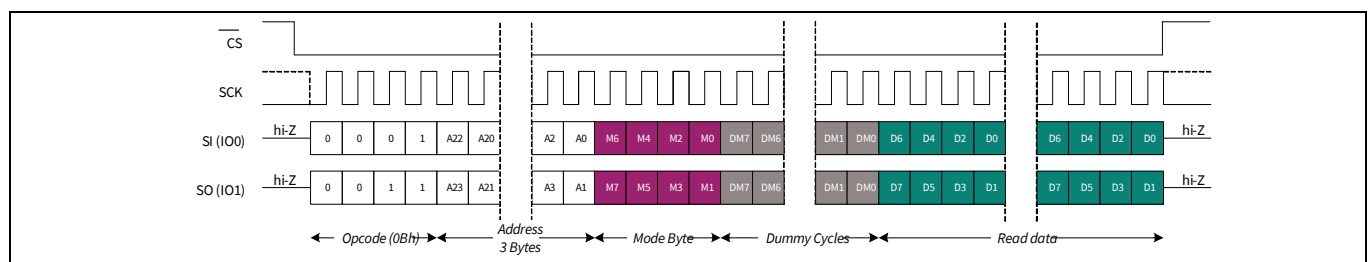 CS
SCK
SI (IO0) hi-Z 0 0 0 1 A22 A20 A2 A0 M6 M4 M2 M0 DM7 DM6 DM1 DM0 D6 D4 D2 D0 D6 D4 D2 D0 hi-Z
SO (IO1) hi-Z 0 0 1 1 A23 A21 A3 A1 M7 M5 M3 M1 DM7 DM6 DM1 DM0 D7 D5 D3 D1 D7 D5 D3 D1 hi-Z
Opcode (0Bh) Address Mode Byte Dummy Cycles Read data
3 Bytes